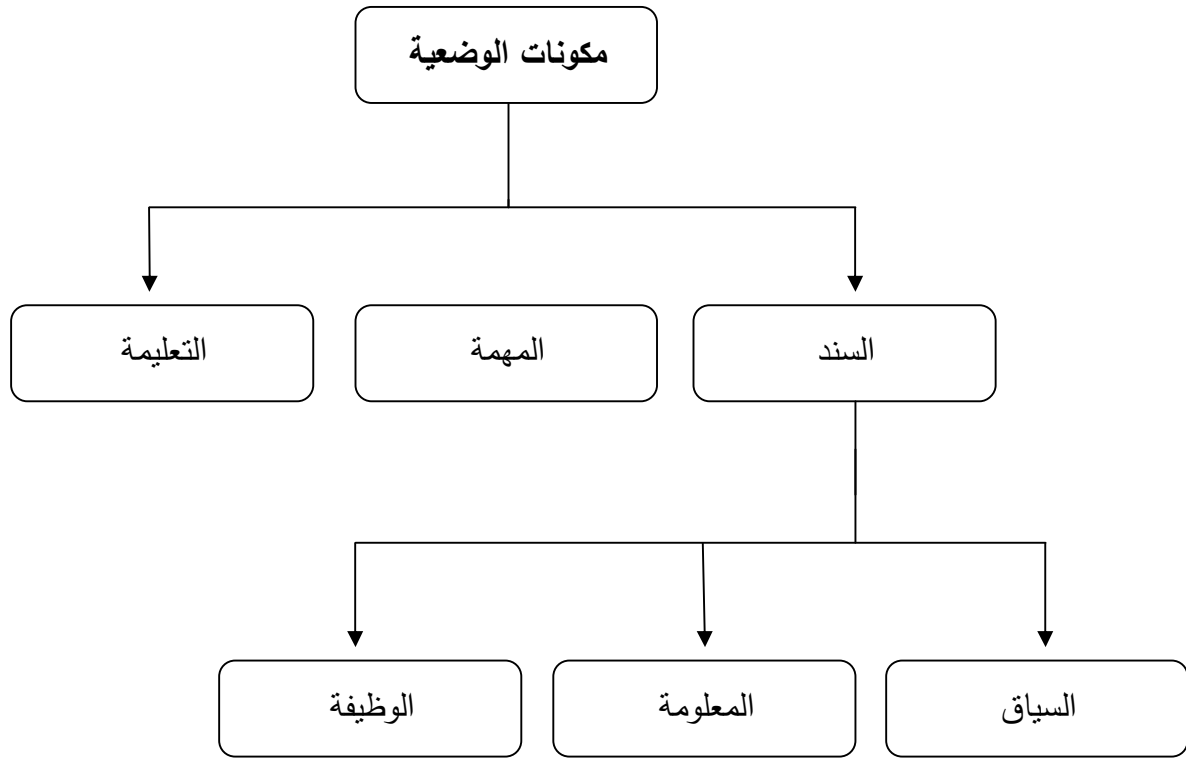 مكونات الوضعية
السند
المهمة
التعليمة
السياق
المعلومة
الوظيفة